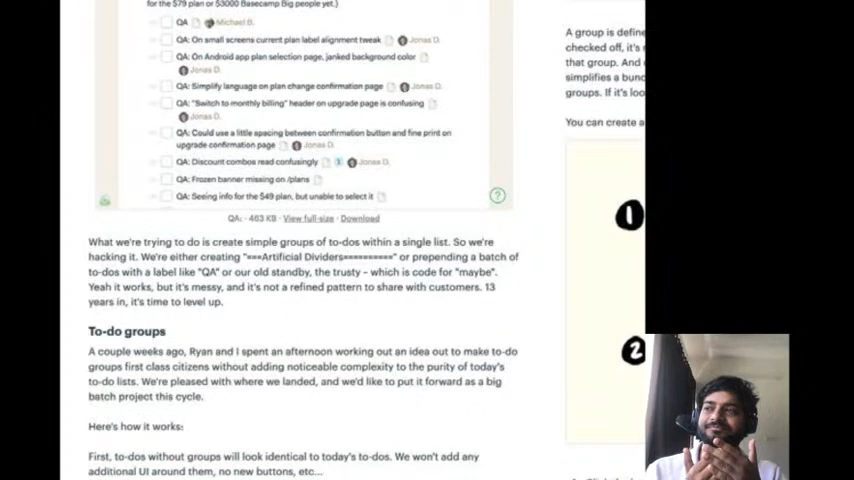 for the $79 plan or $3000 Basecamp Big people yet.)
QA Michael B.
QA: On small screens current plan label alignment tweak Jonas D.
QA: On Android app plan selection page, janked background color
Jonas D.
QA: Simplify language on plan change confirmation page Jonas D.
QA: "Switch to monthly billing" header on upgrade page is confusing
Jonas D.
QA: Could use a little spacing between confirmation button and fine print on
upgrade confirmation page Jonas D.
QA: Discount combos read confusingly 1 Jonas D.
QA: Frozen banner missing on /plans
QA: Seeing info for the $49 plan, but unable to select it
?
QA: · 463 KB · View full-size · Download
What we're trying to do is create simple groups of to-dos within a single list. So we're
hacking it. We're either creating "===Artificial Dividers==========" or prepending a batch of
to-dos with a label like "QA" or our old standby, the trusty – which is code for "maybe".
Yeah it works, but it's messy, and it's not a refined pattern to share with customers. 13
years in, it's time to level up.
To-do groups
A couple weeks ago, Ryan and I spent an afternoon working out an idea out to make to-do
groups first class citizens without adding noticeable complexity to the purity of today's
to-do lists. We're pleased with where we landed, and we'd like to put it forward as a big
batch project this cycle.
Here's how it works:
First, to-dos without groups will look identical to today's to-dos. We won't add any
additional UI around them, no new buttons, etc...
A group is define
checked off, it's
that group. And
simplifies a bunc
groups. If it's loo
You can create a
1
2